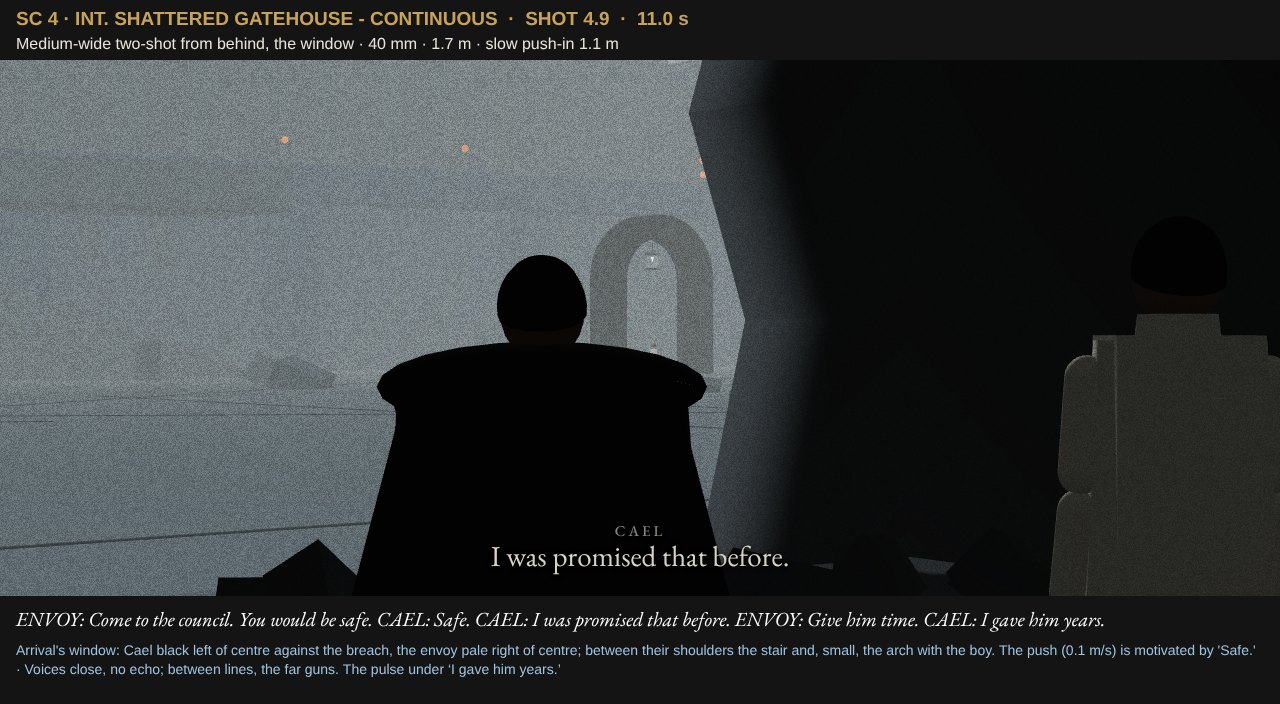 SC 4 · INT. SHATTERED GATEHOUSE - CONTINUOUS · SHOT 4.9 · 11.0 s
Medium-wide two-shot from behind, the window · 40 mm · 1.7 m · slow push-in 1.1 m
CAEL
I was promised that before.
ENVOY: Come to the council. You would be safe. CAEL: Safe. CAEL: I was promised that before. ENVOY: Give him time. CAEL: I gave him years.
Arrival's window: Cael black left of centre against the breach, the envoy pale right of centre; between their shoulders the stair and, small, the arch with the boy. The push (0.1 m/s) is motivated by 'Safe.'
· Voices close, no echo; between lines, the far guns. The pulse under 'I gave him years.'